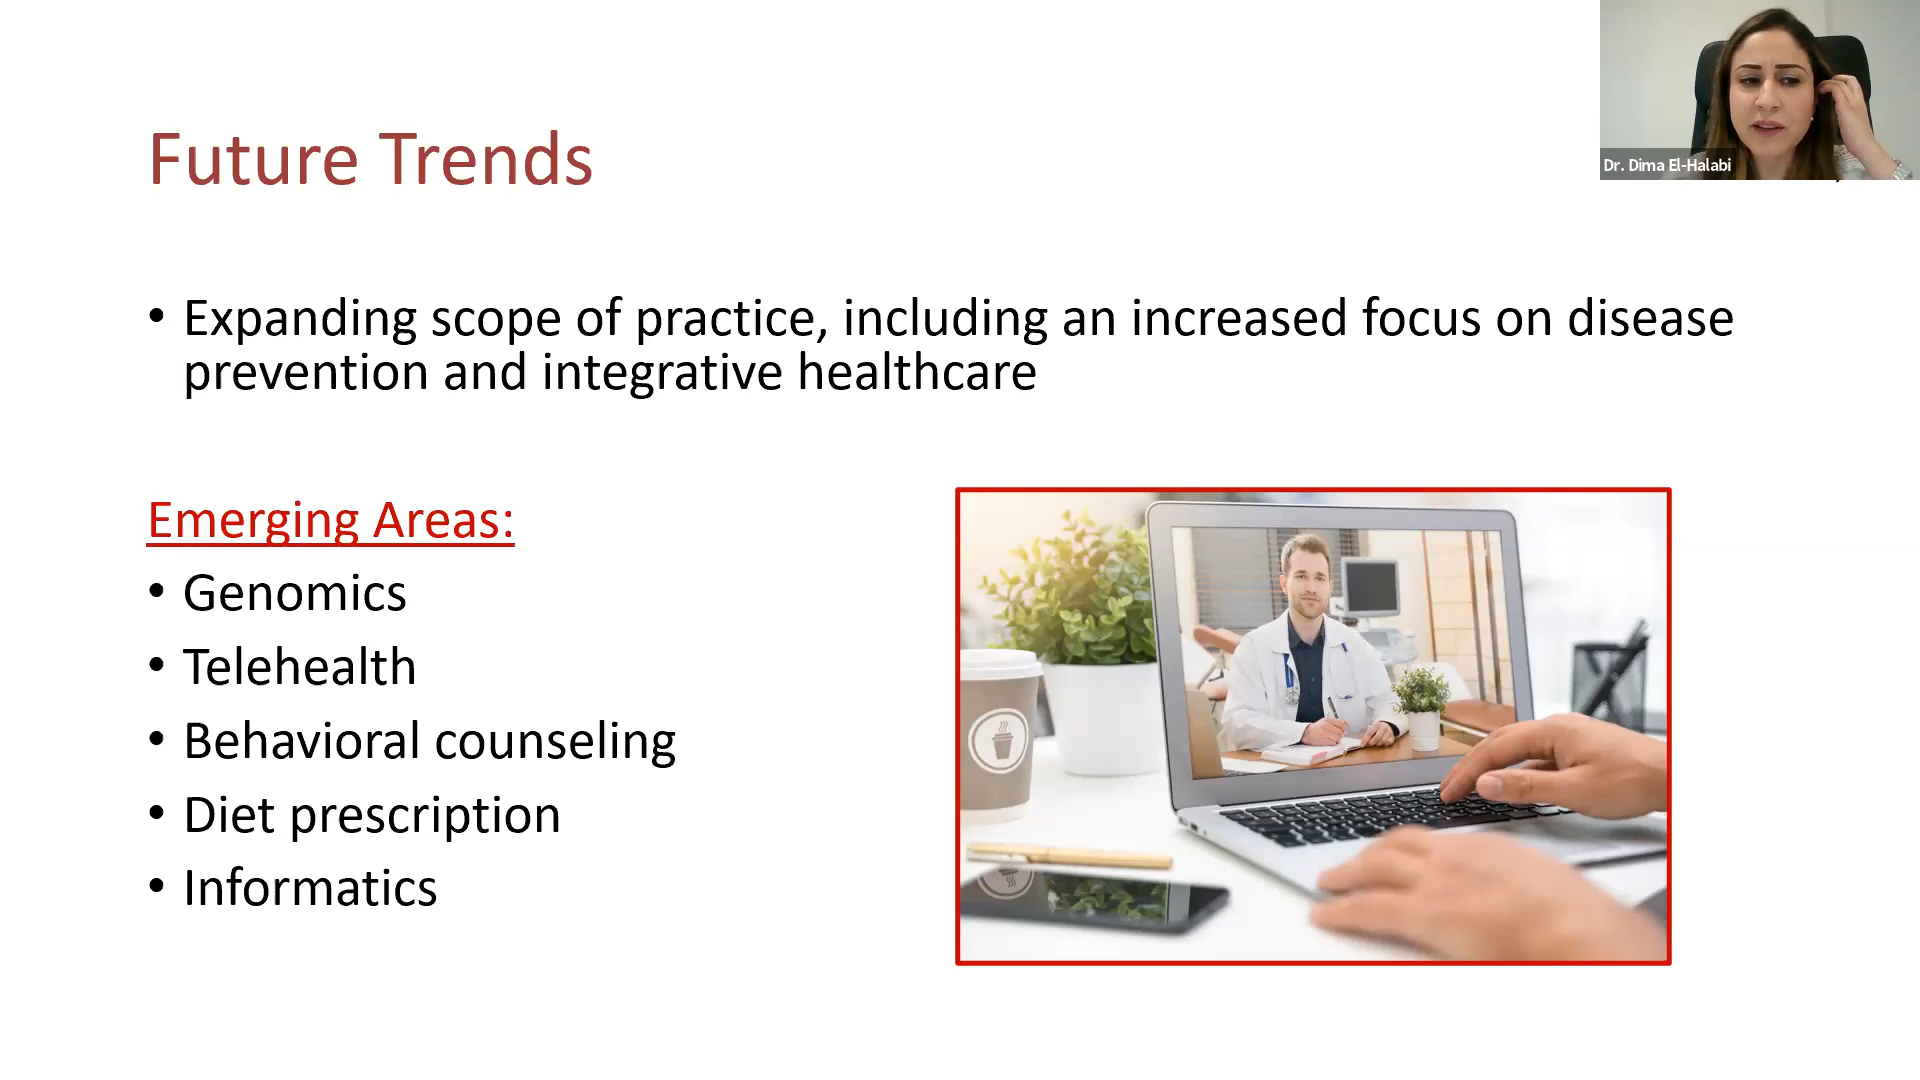 Dr. Dima El-Halabi
Future Trends
• Expanding scope of practice, including an increased focus on disease
prevention and integrative healthcare
Emerging Areas:
• Genomics
• Telehealth
• Behavioral counseling
• Diet prescription
• Informatics